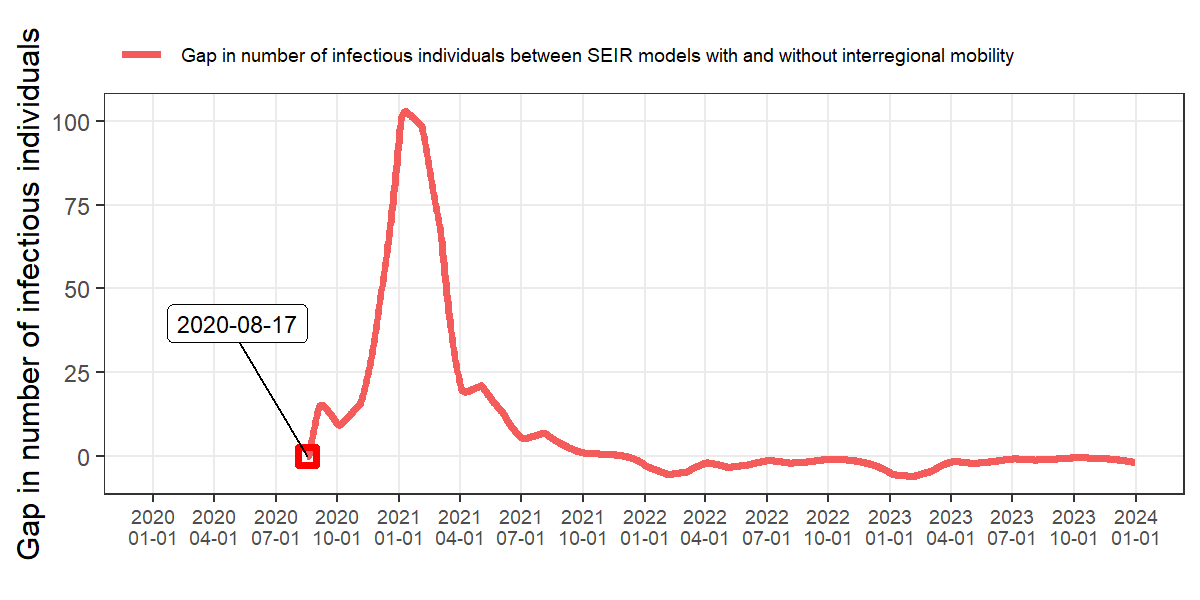 Gap in number of infectious individuals between SEIR models with and without interregional mobility
Gap in number of infectious individuals
100
75
50
25
0
2020-08-17
2020 2020 2020 2020 2021 2021 2021 2021 2022 2022 2022 2022 2023 2023 2023 2023 2024
01-01 04-01 07-01 10-01 01-01 04-01 07-01 10-01 01-01 04-01 07-01 10-01 01-01 04-01 07-01 10-01 01-01